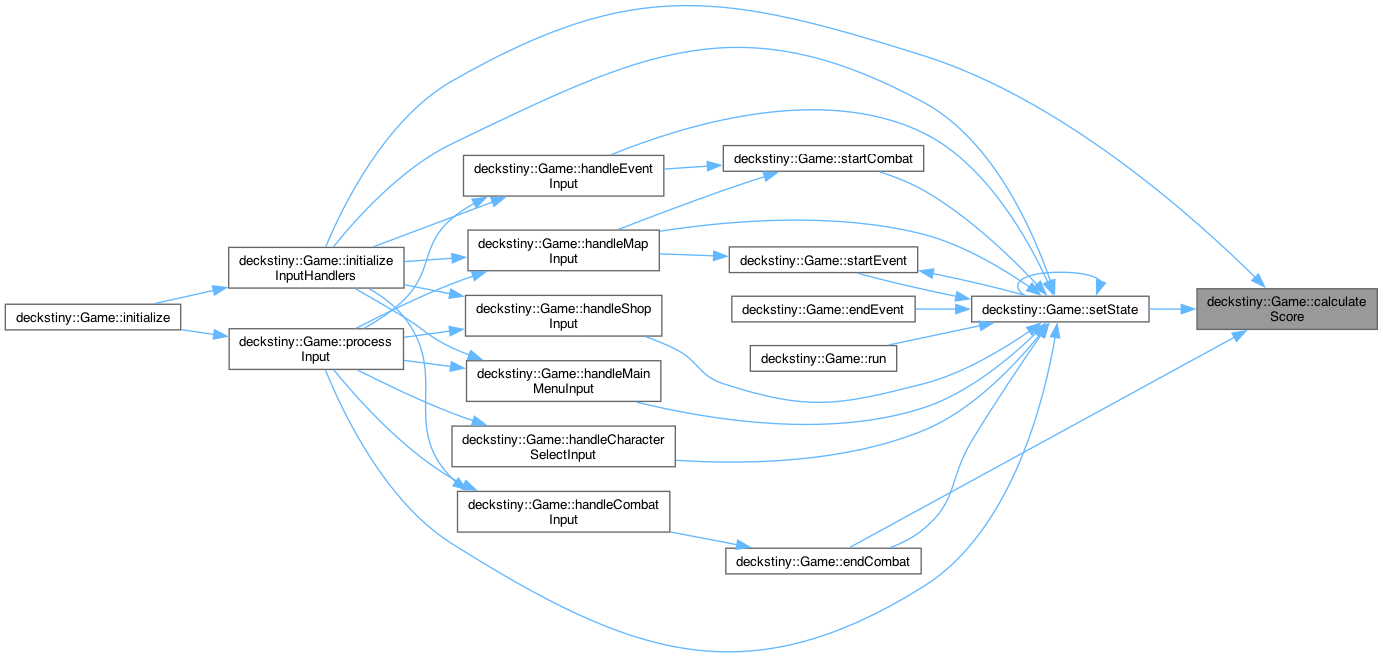 deckstiny::Game::initialize
deckstiny::Game::initialize
InputHandlers
deckstiny::Game::process
Input
deckstiny::Game::handleEvent
Input
deckstiny::Game::handleMap
Input
deckstiny::Game::handleShop
Input
deckstiny::Game::handleMain
MenuInput
deckstiny::Game::handleCharacter
SelectInput
deckstiny::Game::handleCombat
Input
deckstiny::Game::startCombat
deckstiny::Game::startEvent
deckstiny::Game::endEvent
deckstiny::Game::run
deckstiny::Game::endCombat
deckstiny::Game::setState
deckstiny::Game::calculate
Score